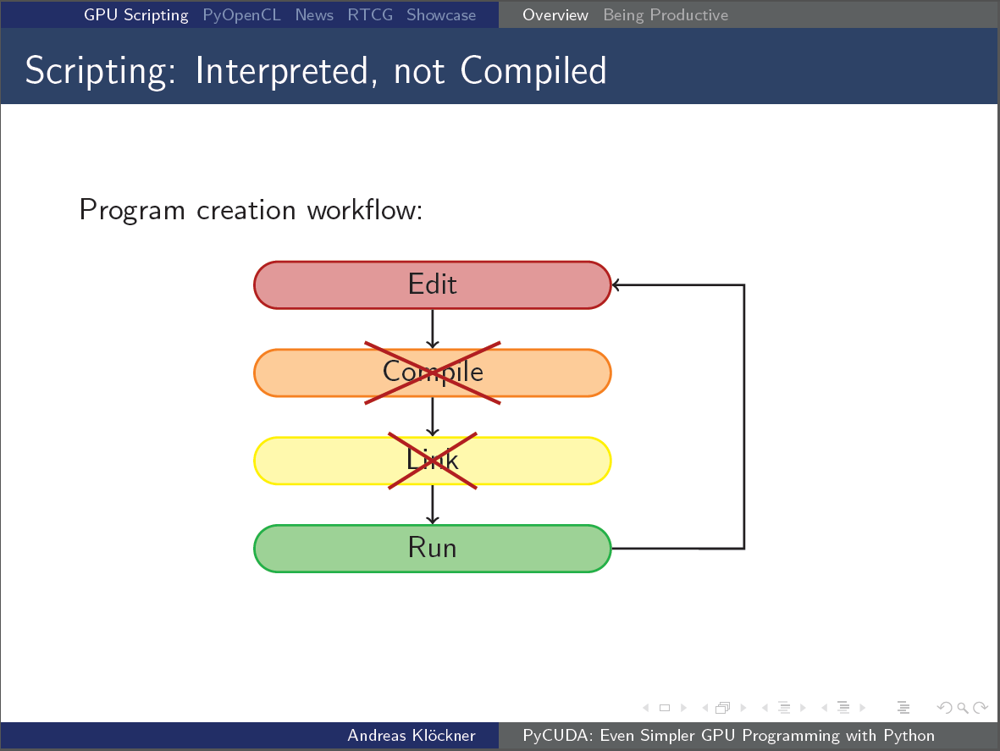 GPU Scripting PyOpenCL News RTCG Showcase Overview Being Productive
Scripting: Interpreted, not Compiled
Program creation workflow:
Edit
Compile
Link
Run
Andreas Klöckner PyCUDA: Even Simpler GPU Programming with Python